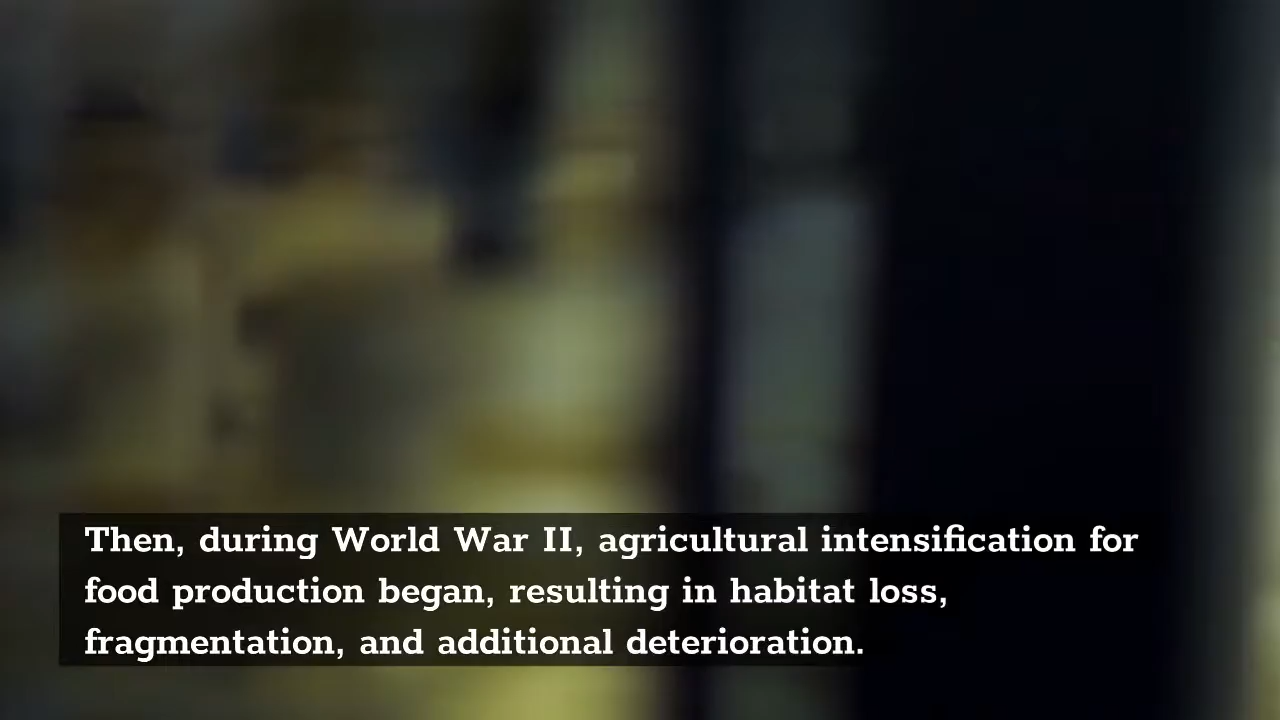 Then, during World War II, agricultural intensification for
food production began, resulting in habitat loss,
fragmentation, and additional deterioration.